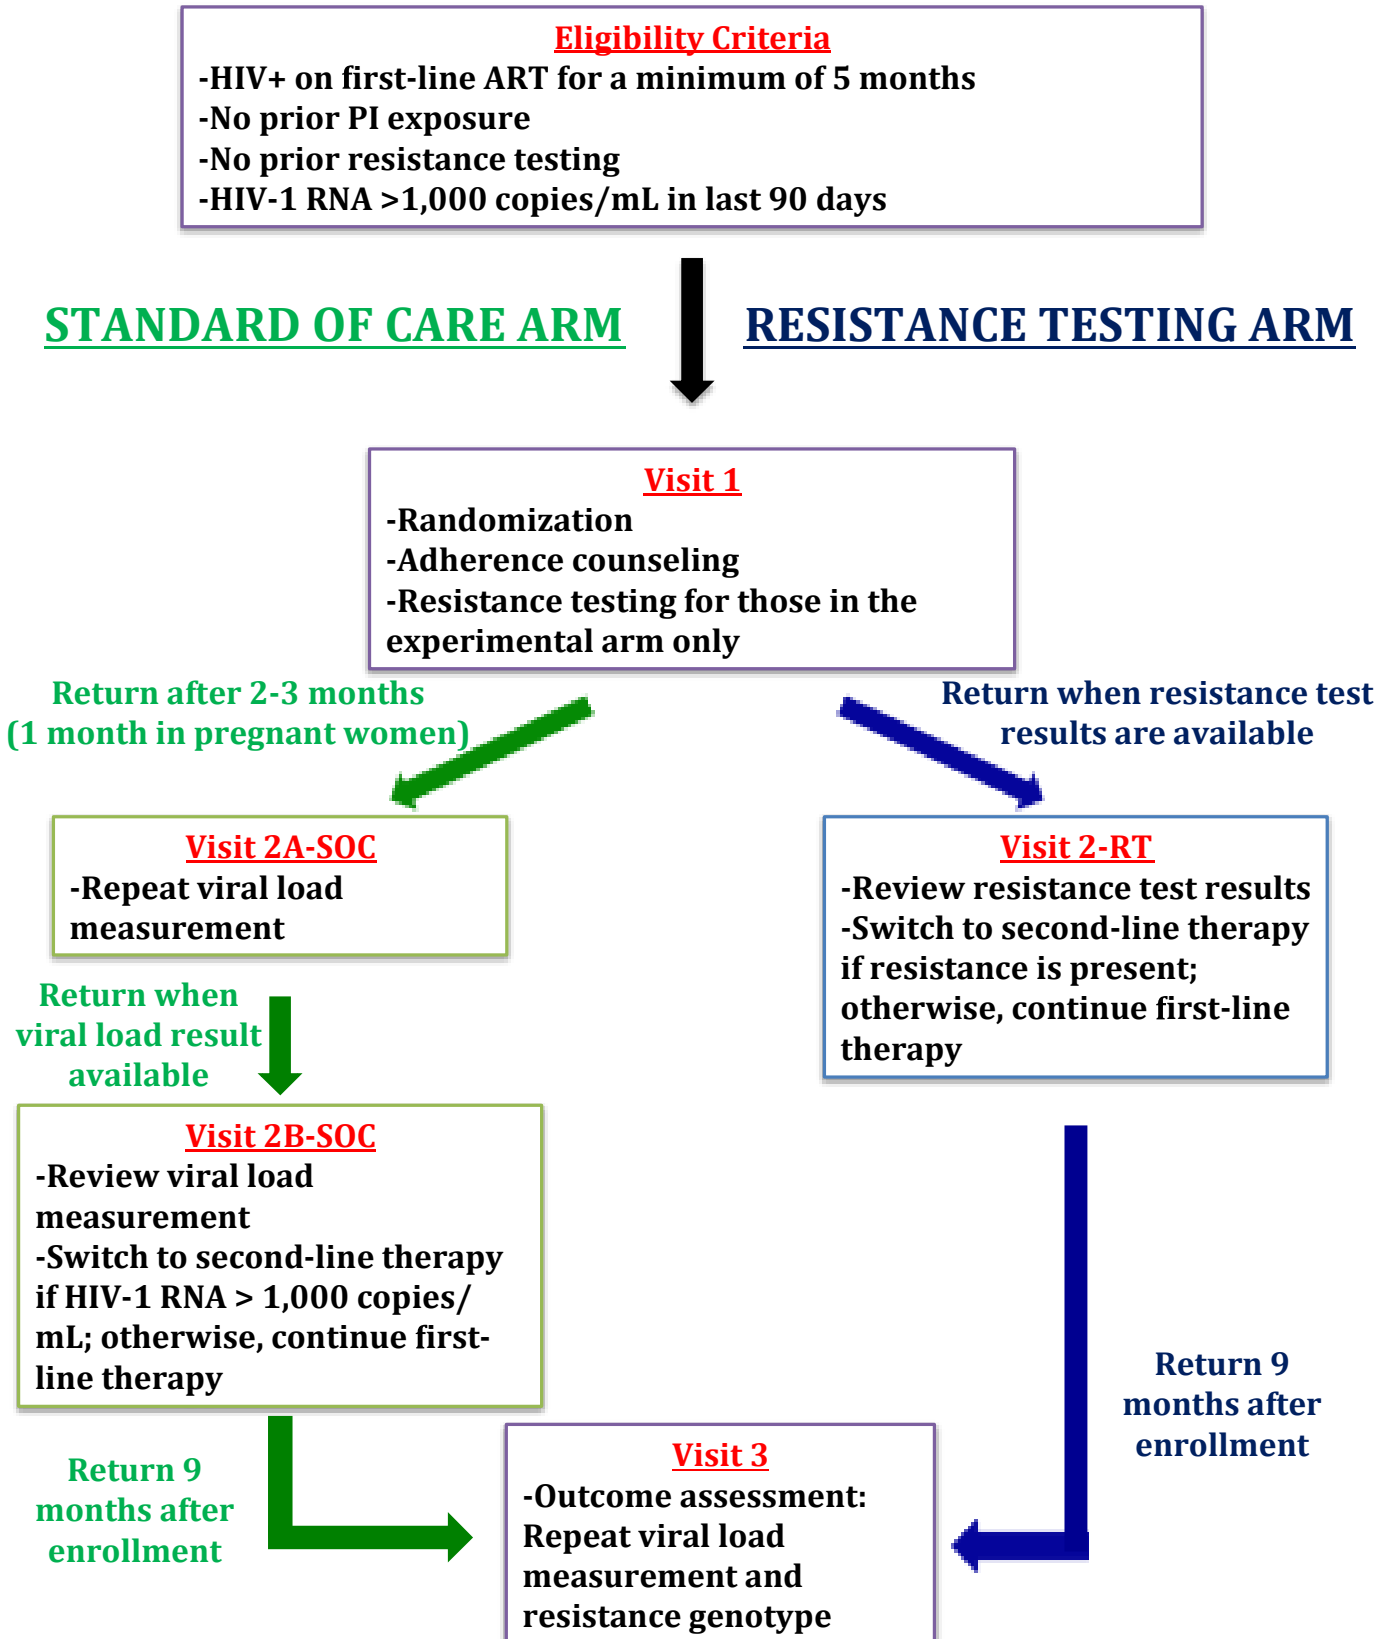 Eligibility Criteria
-HIV+ on first-line ART for a minimum of 5 months
-No prior PI exposure
-No prior resistance testing
-HIV-1 RNA >1,000 copies/mL in last 90 days
STANDARD OF CARE ARM
RESISTANCE TESTING ARM
Visit 1
-Randomization
-Adherence counseling
-Resistance testing for those in the
experimental arm only
Return after 2-3 months
(1 month in pregnant women)
Return when resistance test
results are available
Visit 2A-SOC
-Repeat viral load
measurement
Visit 2-RT
-Review resistance test results
-Switch to second-line therapy
if resistance is present;
otherwise, continue first-line
therapy
Return when
viral load result
available
Visit 2B-SOC
-Review viral load
measurement
-Switch to second-line therapy
if HIV-1 RNA > 1,000 copies/
mL; otherwise, continue first-
line therapy
Return 9
months after
enrollment
Return 9
months after
enrollment
Visit 3
-Outcome assessment:
Repeat viral load
measurement and
resistance genotype